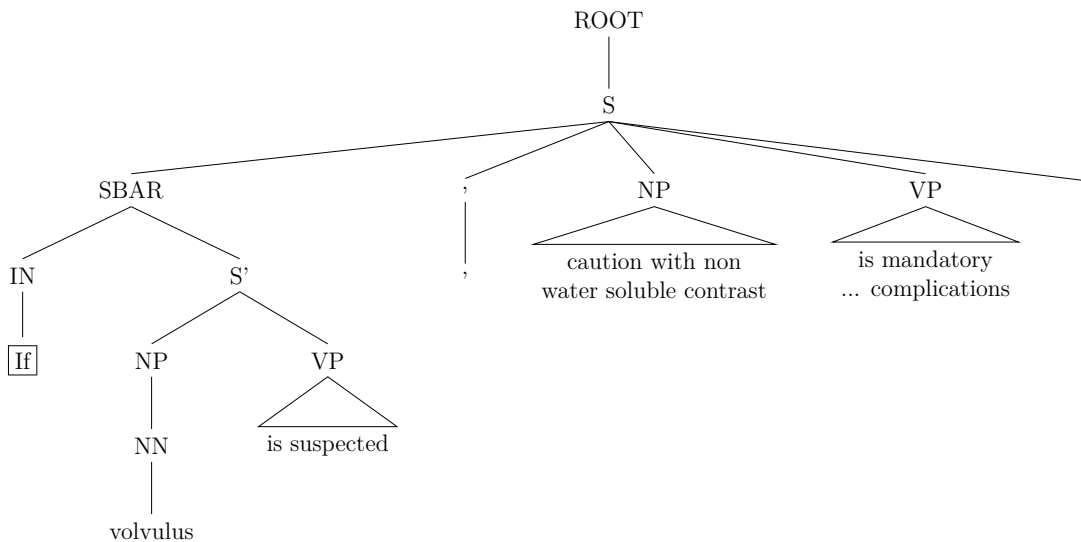 ROOT
S
SBAR , NP VP
caution with non
water soluble contrast
is mandatory
... complications
IN S' ,
If NP VP
NN is suspected
volvulus